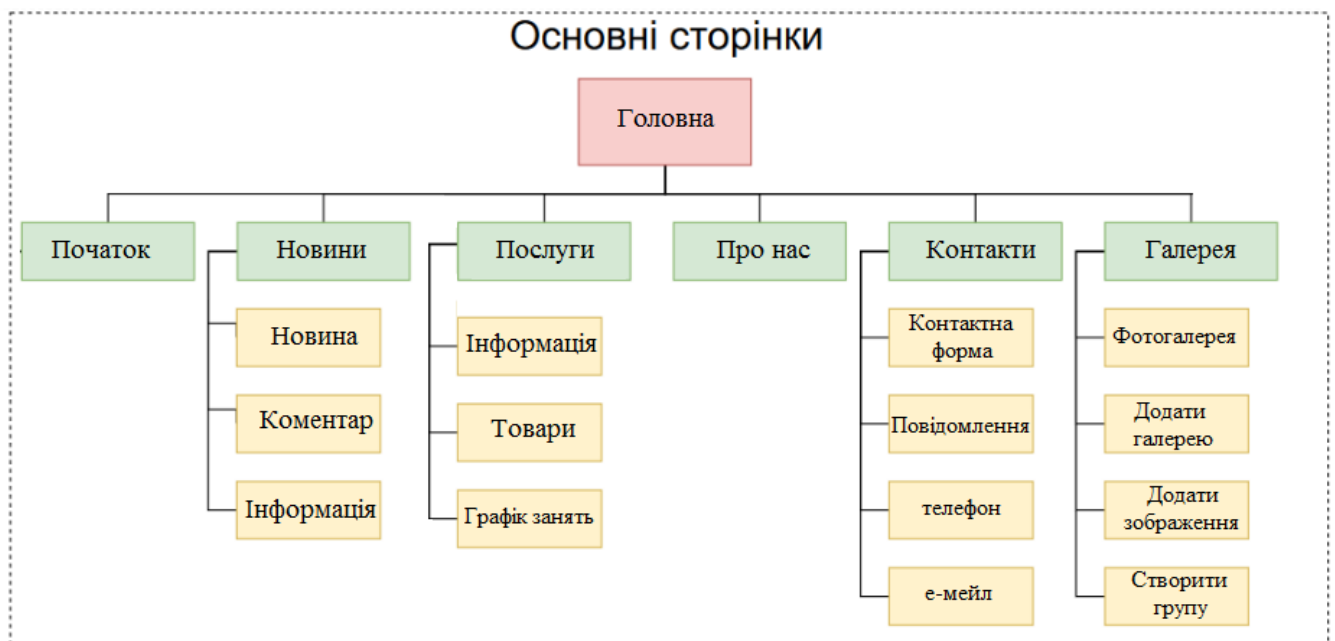 Основні сторінки
Головна
Початок
Новини
Послуги
Про нас
Контакти
Галерея
Новина
Коментар
Інформація
Інформація
Товари
Графік занять
Контактна
форма
Повідомлення
телефон
е-мейл
Фотогалерея
Додати
галерею
Додати
зображення
Створити
групу